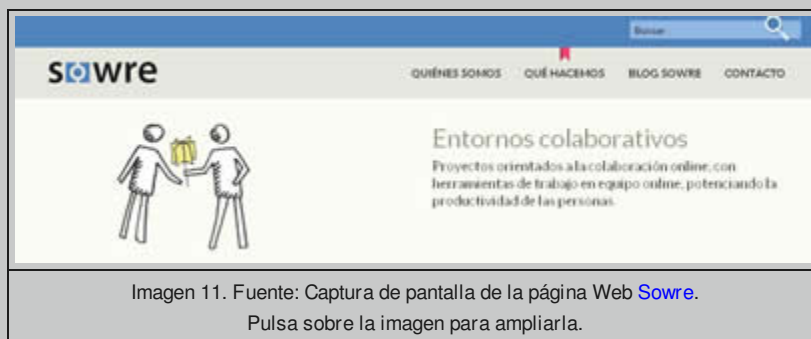 Buscar
sowre
QUIÉNES SOMOS QUÉ HACEMOS BLOG SOWRE CONTACTO
Entornos colaborativos
Proyectos orientados a la colaboración online, con
herramientas de trabajo en equipo online, potenciando la
productividad de las personas.
Imagen 11. Fuente: Captura de pantalla de la página Web Sowre.
Pulsa sobre la imagen para ampliarla.